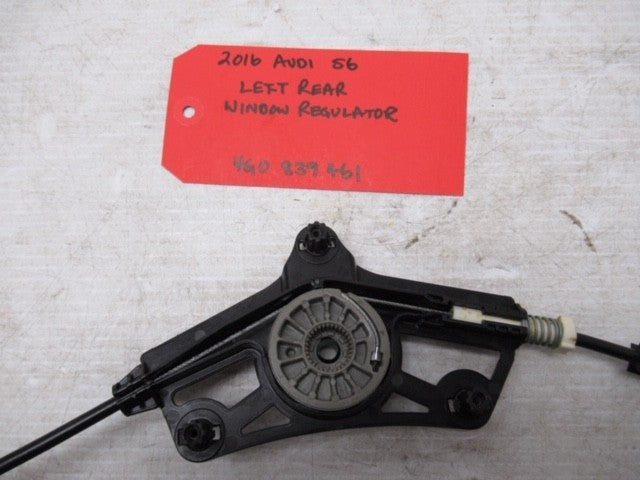 2016 AUDI S6
LEFT REAR
WINDOW REGULATOR
4G0 839 461